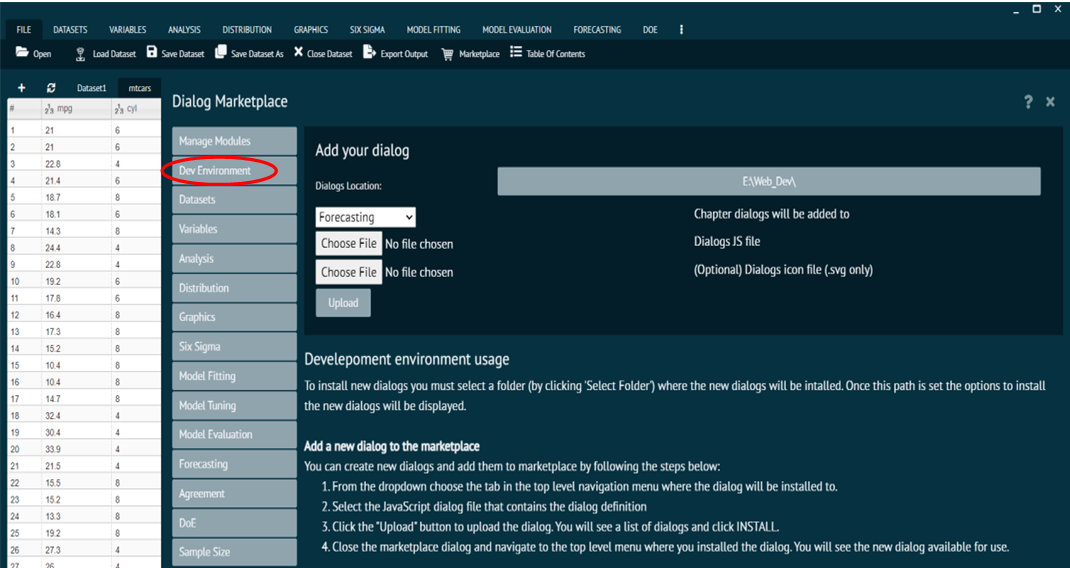 FILE DATASETS VARIABLES ANALYSIS DISTRIBUTION GRAPHICS SIX SIGMA MODEL FITTING MODEL EVALUATION FORECASTING DOE
Open Load Dataset Save Dataset Save Dataset As Close Dataset Export Output Marketplace Table Of Contents
+ Dataset1 mtcars
# mpg cyl
1 21 6
2 21 6
3 22.8 4
4 21.4 6
5 18.7 8
6 18.1 6
7 14.3 8
8 24.4 4
9 22.8 4
10 19.2 6
11 17.8 6
12 16.4 8
13 17.3 8
14 15.2 8
15 10.4 8
16 10.4 8
17 14.7 8
18 32.4 4
19 30.4 4
20 33.9 4
21 21.5 4
22 15.5 8
23 15.2 8
24 13.3 8
25 19.2 8
26 27.3 4
27 26 4
Dialog Marketplace
Manage Modules
Dev Environment
Datasets
Variables
Analysis
Distribution
Graphics
Six Sigma
Model Fitting
Model Tuning
Model Evaluation
Forecasting
Agreement
DoE
Sample Size
Add your dialog
Dialogs Location: E:\Web_Dev\
Forecasting Chapter dialogs will be added to
Choose File No file chosen Dialogs JS file
Choose File No file chosen (Optional) Dialogs icon file (.svg only)
Upload
Develepoment environment usage
To install new dialogs you must select a folder (by clicking 'Select Folder') where the new dialogs will be intalled. Once this path is set the options to install
the new dialogs will be displayed.
Add a new dialog to the marketplace
You can create new dialogs and add them to marketplace by following the steps below:
1. From the dropdown choose the tab in the top level navigation menu where the dialog will be installed to.
2. Select the JavaScript dialog file that contains the dialog definition
3. Click the "Upload" button to upload the dialog. You will see a list of dialogs and click INSTALL.
4. Close the marketplace dialog and navigate to the top level menu where you installed the dialog. You will see the new dialog available for use.